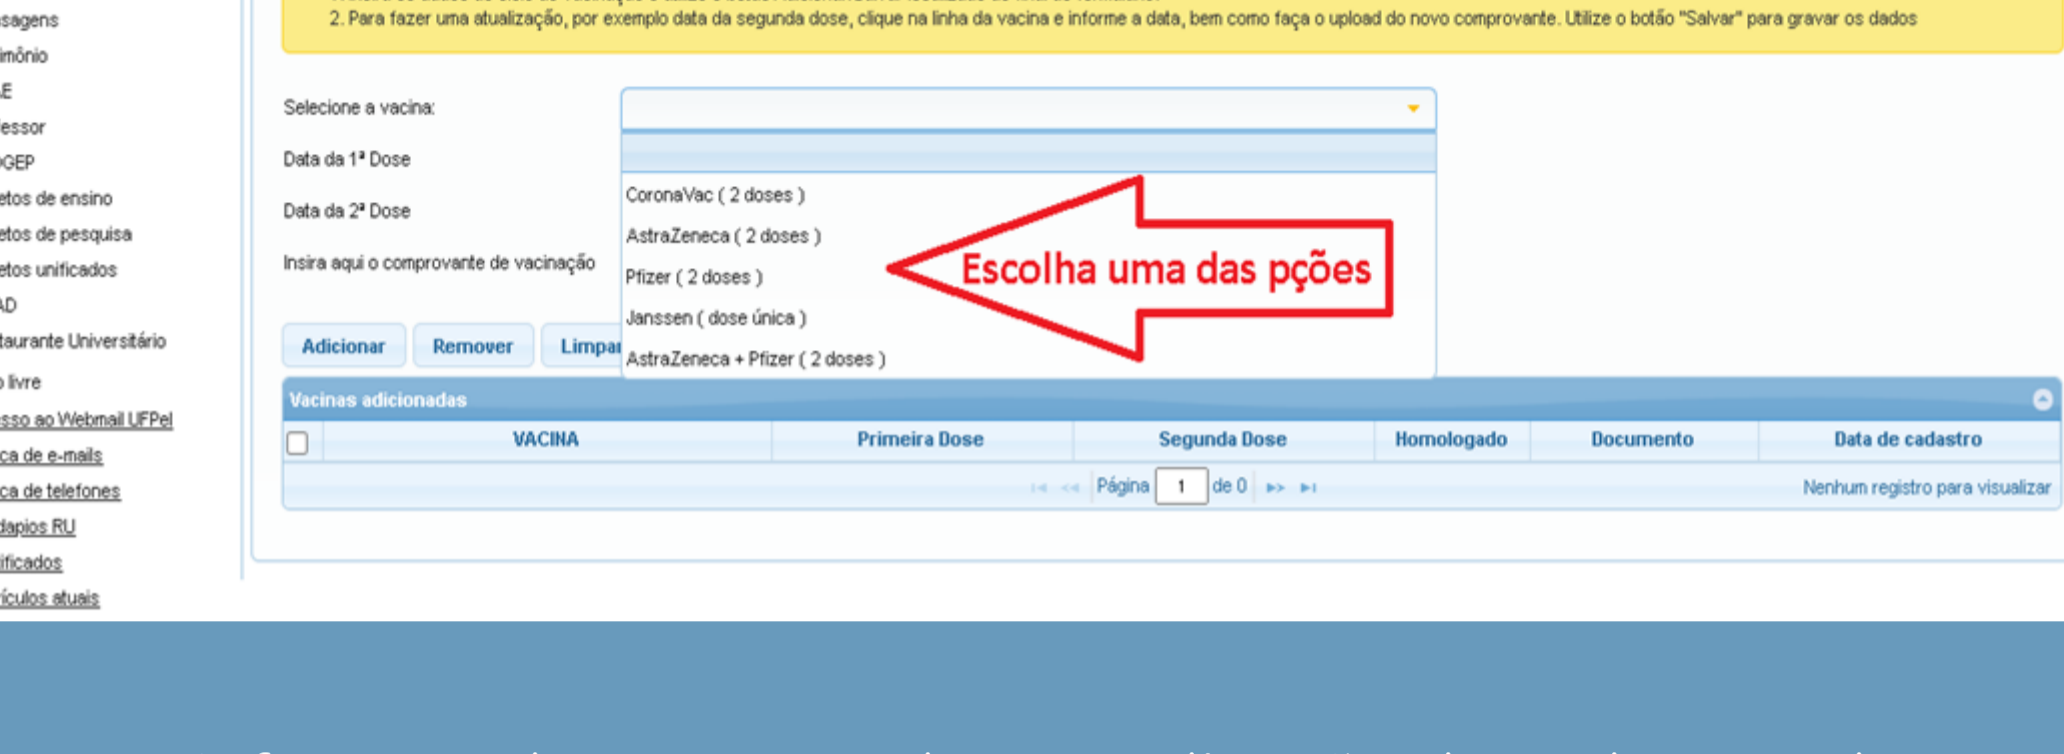 2. Para fazer uma atualização, por exemplo data da segunda dose, clique na linha da vacina e informe a data, bem como faça o upload do novo comprovante. Utilize o botão "Salvar" para gravar os dados
sagens
imônio
E
essor
GEP
etos de ensino
etos de pesquisa
etos unificados
AD
taurante Universitário
livre
sso ao Webmail UFPel
ca de e-mails
ca de telefones
dapios RU
ificados
ículos atuais
Selecione a vacina:
Data da 1ª Dose
Data da 2ª Dose
Insira aqui o comprovante de vacinação
CoronaVac ( 2 doses )
AstraZeneca ( 2 doses )
Pfizer ( 2 doses )
Janssen ( dose única )
AstraZeneca + Pfizer ( 2 doses )
Escolha uma das pções
Adicionar Remover Limpar
Vacinas adicionadas
VACINA Primeira Dose Segunda Dose Homologado Documento Data de cadastro
Página 1 de 0 Nenhum registro para visualizar